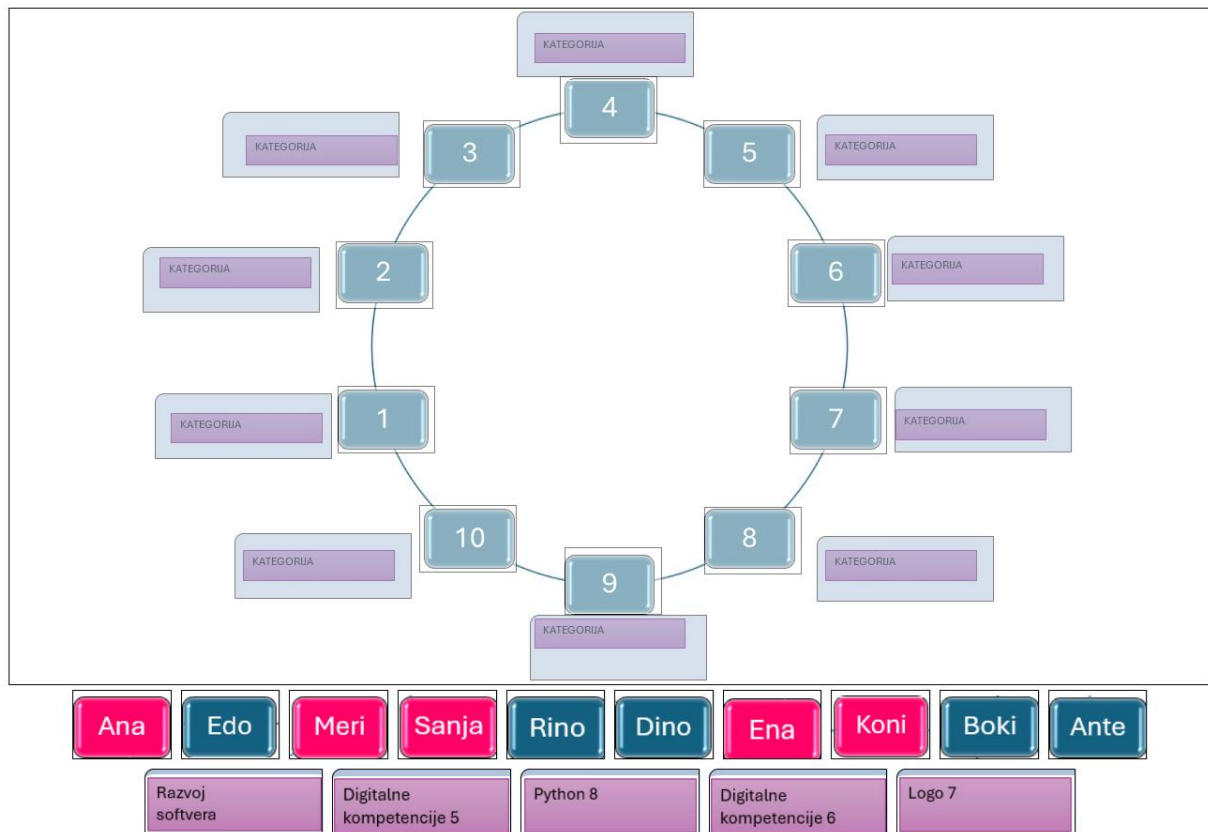 KATEGORIJA
4
KATEGORIJA
3
5
KATEGORIJA
KATEGORIJA
2
6
KATEGORIJA
KATEGORIJA
1
7
KATEGORIJA
KATEGORIJA
10
8
KATEGORIJA
9
KATEGORIJA
Ana
Edo
Meri
Sanja
Rino
Dino
Ena
Koni
Boki
Ante
Razvoj
softvera
Digitalne
kompetencije 5
Python 8
Digitalne
kompetencije 6
Logo 7